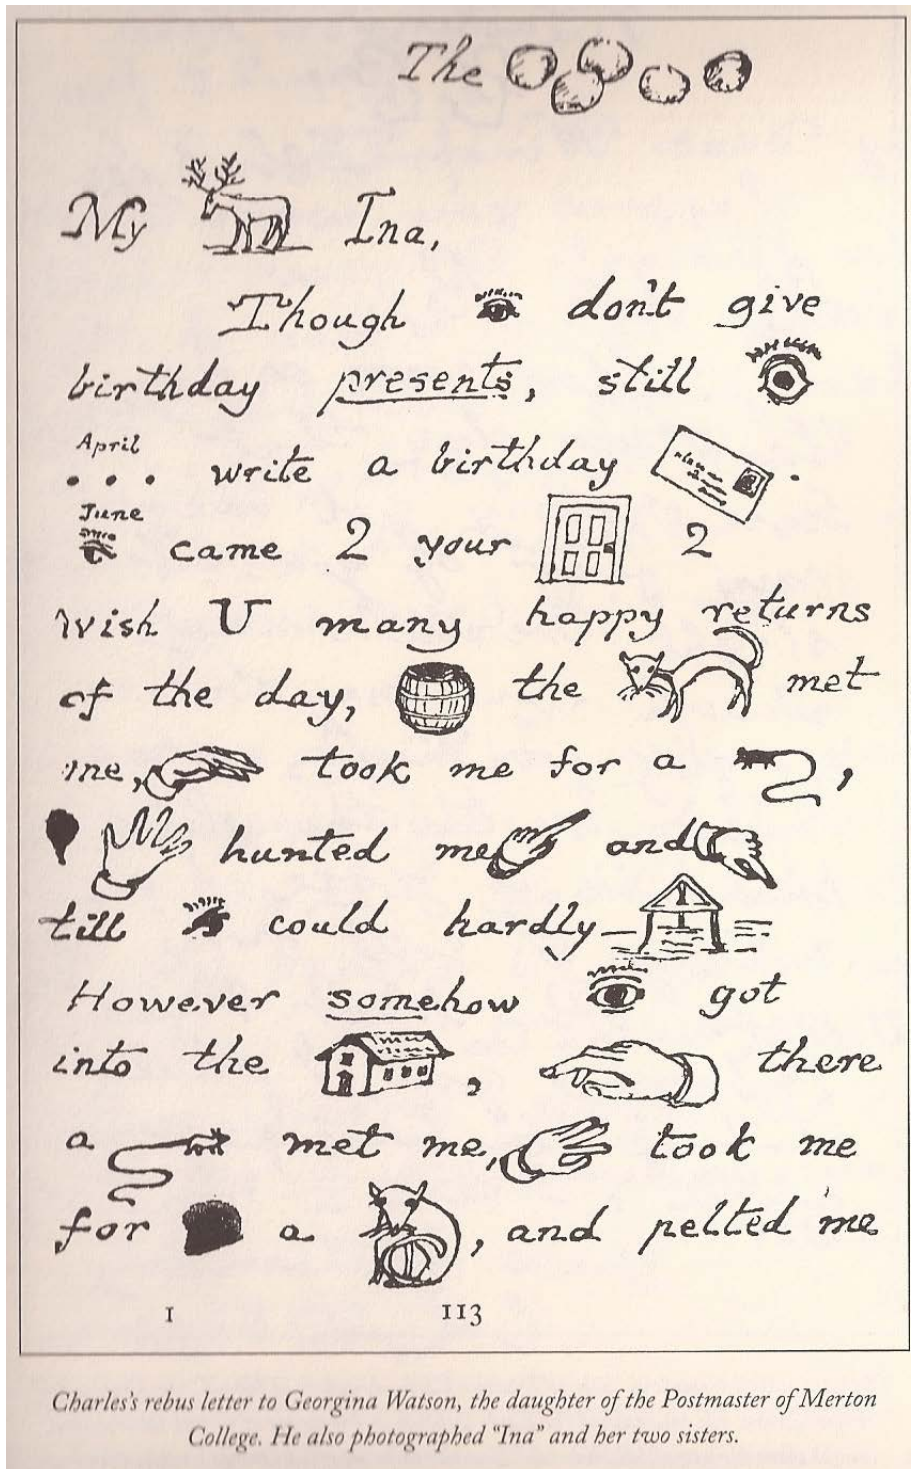 The
My Ina,
Though don't give
birthday presents, still
April
... write a birthday .
June
came 2 your 2
wish U many happy returns
of the day, the met
me, took me for a ,
hunted me and
till could hardly—
However somehow got
into the , there
a met me, took me
for a , and pelted me
I 113
Charles's rebus letter to Georgina Watson, the daughter of the Postmaster of Merton
College. He also photographed "Ina" and her two sisters.